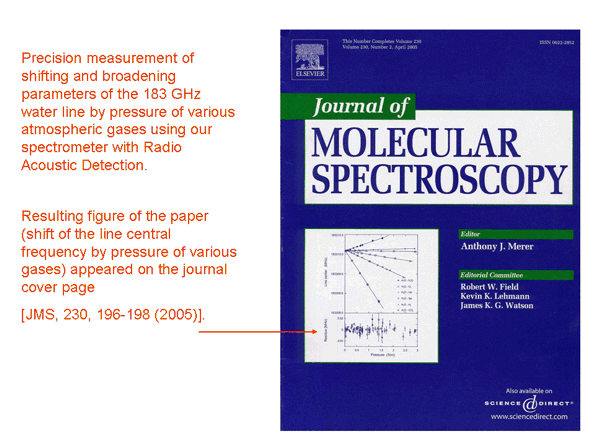 Precision measurement of
shifting and broadening
parameters of the 183 GHz
water line by pressure of various
atmospheric gases using our
spectrometer with Radio
Acoustic Detection.
Resulting figure of the paper
(shift of the line central
frequency by pressure of various
gases) appeared on the journal
cover page
[JMS, 230, 196-198 (2005)].
This Number Completes Volume 230
Volume 230, Number 2, April 2005
ISSN 0022-2852
ELSEVIER
Journal of
MOLECULAR
SPECTROSCOPY
Editor
Anthony J. Merer
Editorial Committee
Robert W. Field
Kevin K. Lehmann
James K. G. Watson
Pressure (Torr)
Also available on
SCIENCE DIRECT®
www.sciencedirect.com